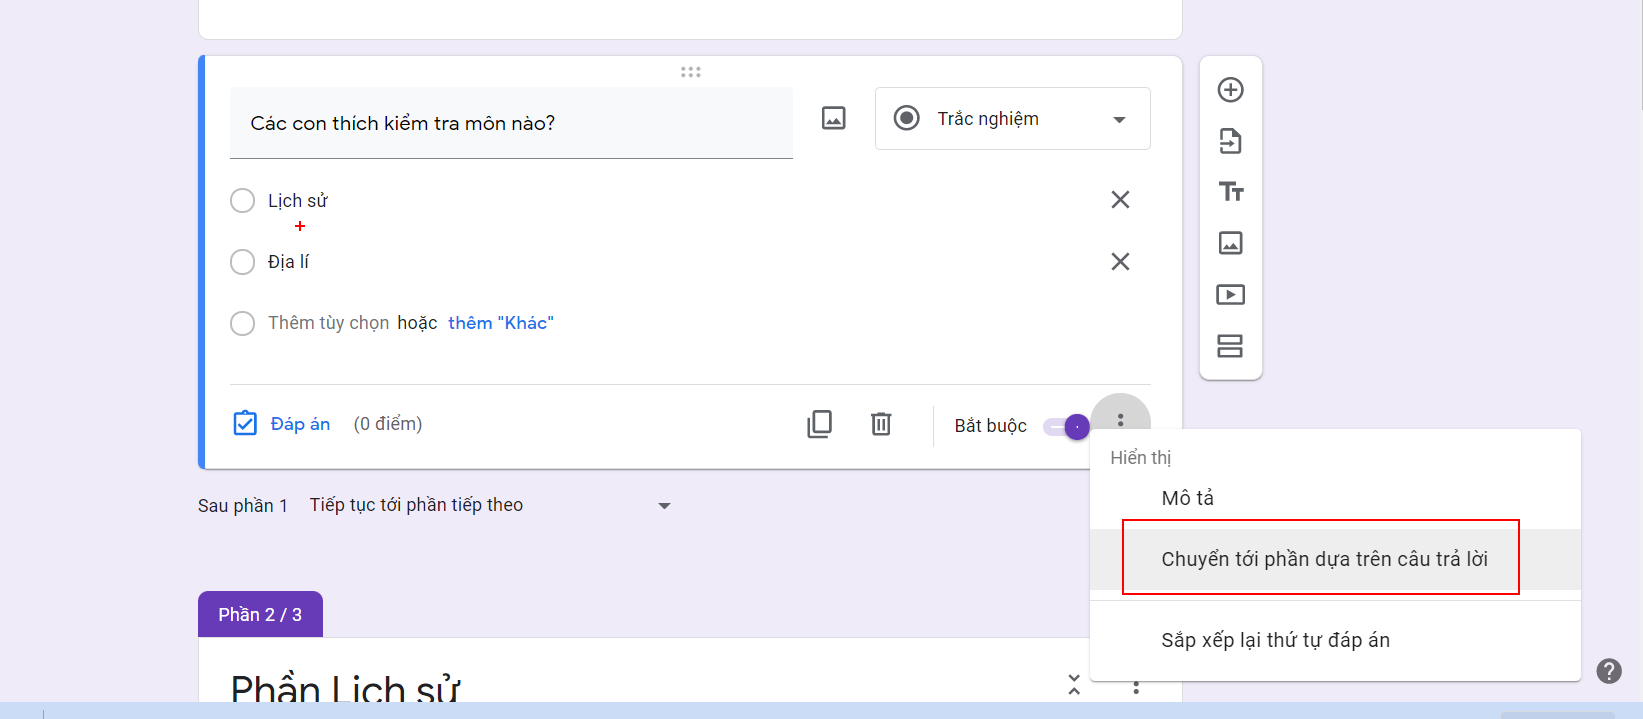 Các con thích kiểm tra môn nào?
Trắc nghiệm
Lịch sử
Địa lí
Thêm tùy chọn hoặc thêm "Khác"
Đáp án (0 điểm)
Bắt buộc
Hiển thị
Mô tả
Chuyển tới phần dựa trên câu trả lời
Sắp xếp lại thứ tự đáp án
Sau phần 1 Tiếp tục tới phần tiếp theo
Phần 2 / 3
Phần Lịch sử